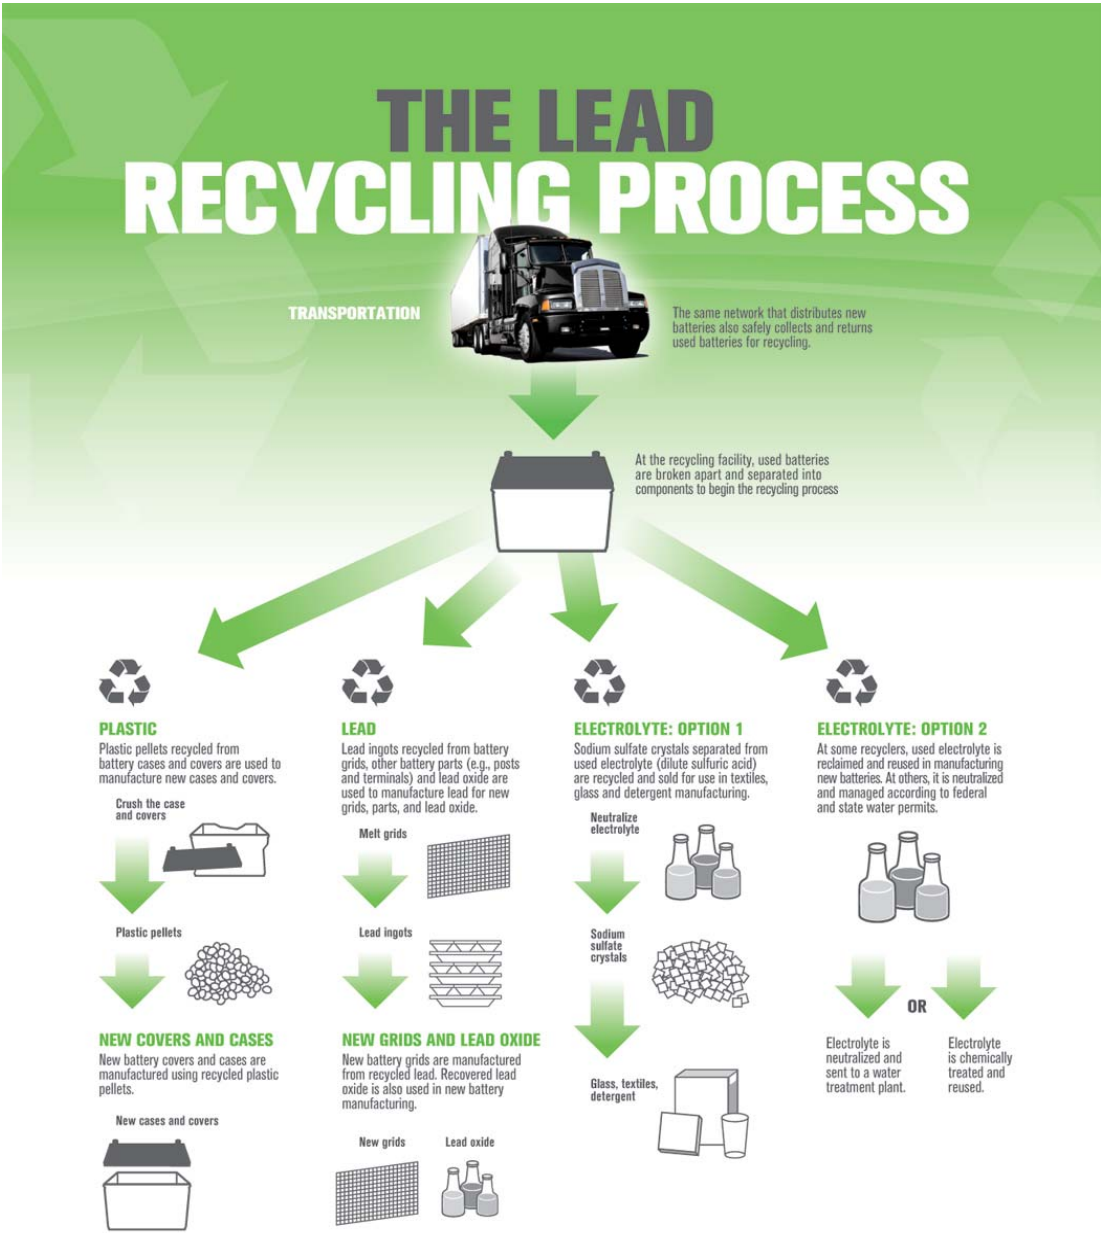 THE LEAD
RECYCLING PROCESS
TRANSPORTATION
The same network that distributes new
batteries also safely collects and returns
used batteries for recycling.
At the recycling facility, used batteries
are broken apart and separated into
components to begin the recycling process
PLASTIC
Plastic pellets recycled from
battery cases and covers are used to
manufacture new cases and covers.
Crush the case
and covers
Plastic pellets
NEW COVERS AND CASES
New battery covers and cases are
manufactured using recycled plastic
pellets.
New cases and covers
LEAD
Lead ingots recycled from battery
grids, other battery parts (e.g., posts
and terminals) and lead oxide are
used to manufacture lead for new
grids, parts, and lead oxide.
Melt grids
Lead ingots
NEW GRIDS AND LEAD OXIDE
New battery grids are manufactured
from recycled lead. Recovered lead
oxide is also used in new battery
manufacturing.
New grids
Lead oxide
ELECTROLYTE: OPTION 1
Sodium sulfate crystals separated from
used electrolyte (dilute sulfuric acid)
are recycled and sold for use in textiles,
glass and detergent manufacturing.
Neutralize
electrolyte
Sodium
sulfate
crystals
Glass, textiles,
detergent
ELECTROLYTE: OPTION 2
At some recyclers, used electrolyte is
reclaimed and reused in manufacturing
new batteries. At others, it is neutralized
and managed according to federal
and state water permits.
OR
Electrolyte is
neutralized and
sent to a water
treatment plant.
Electrolyte
is chemically
treated and
reused.